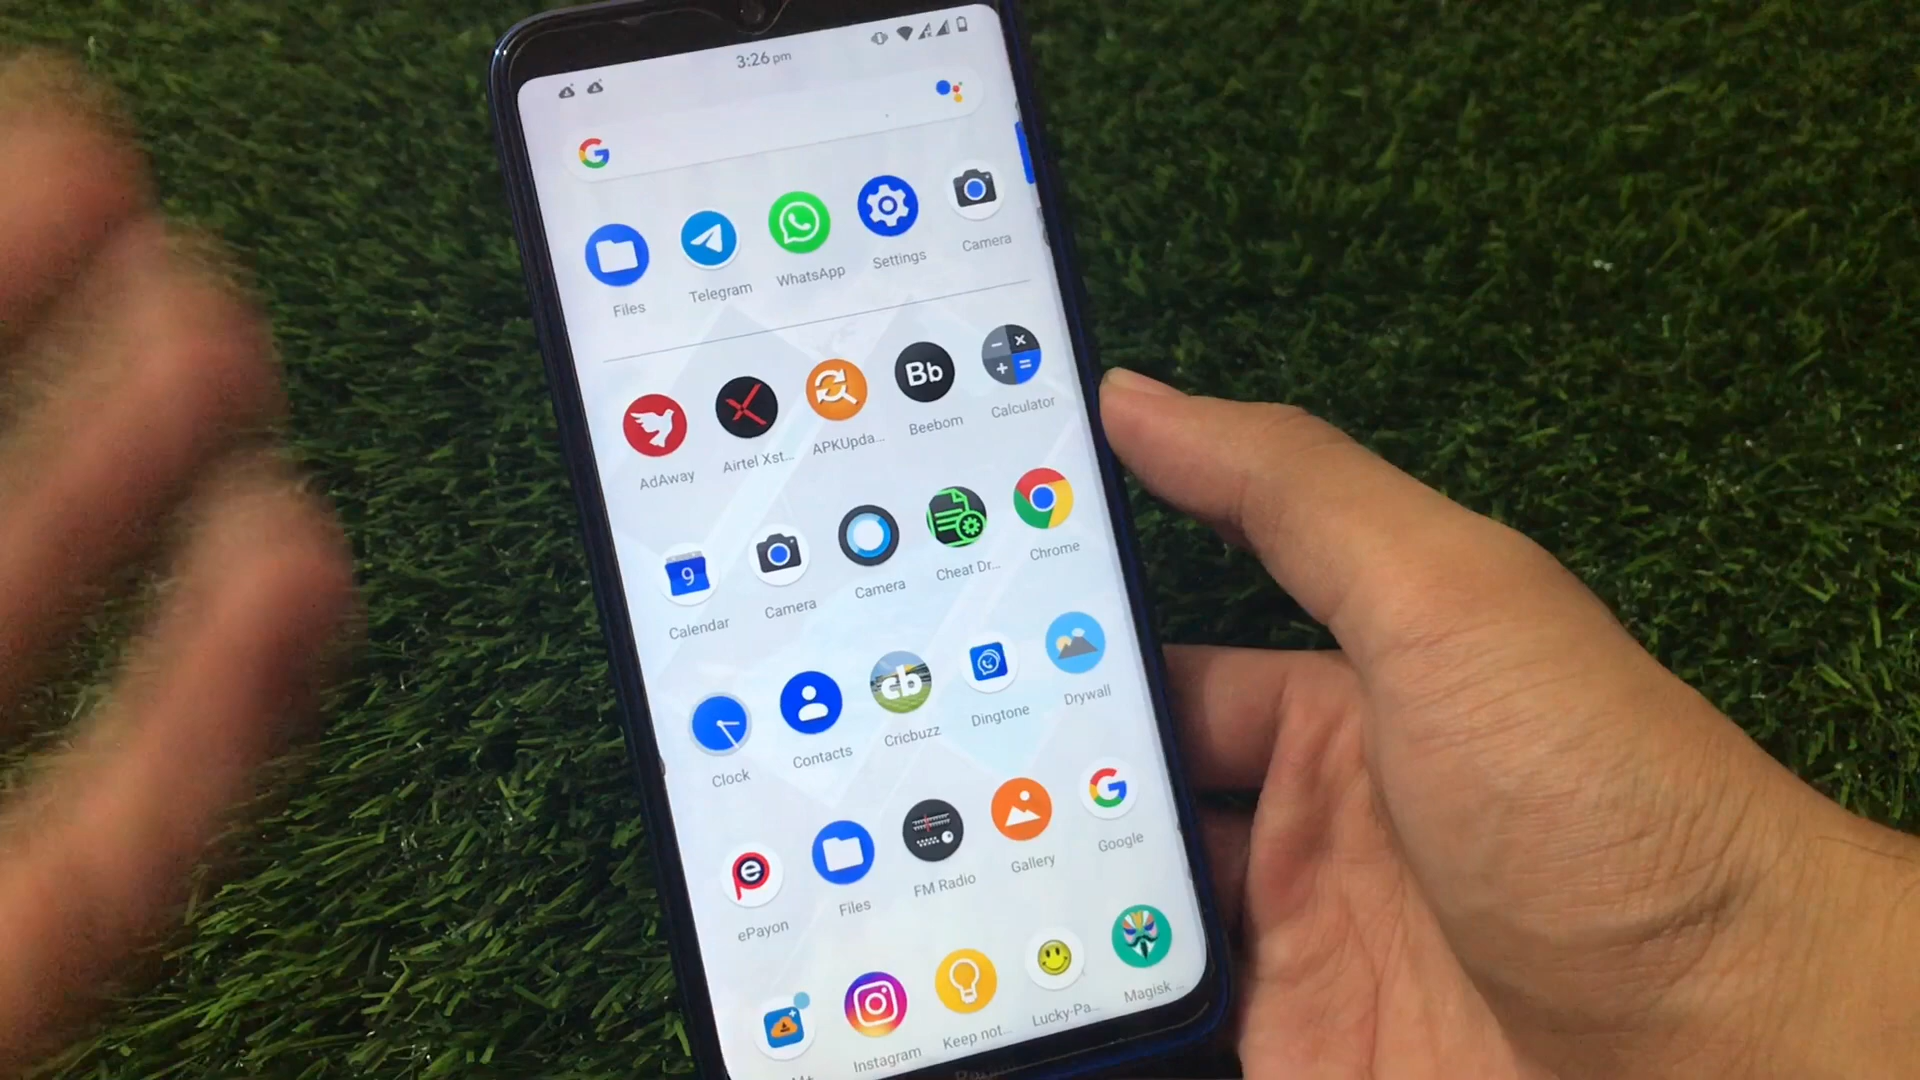 3:26 pm
G
Files
Telegram
WhatsApp
Settings
Camera
Bb
AdAway
Airtel Xst...
APKUpda...
Beebom
Calculator
9
Calendar
Camera
Camera
Cheat Dr...
Chrome
cb
Clock
Contacts
Cricbuzz
Dingtone
Drywall
e
G
ePayon
Files
FM Radio
Gallery
Google
Instagram
Keep not...
Lucky-Pa...
Magisk ...